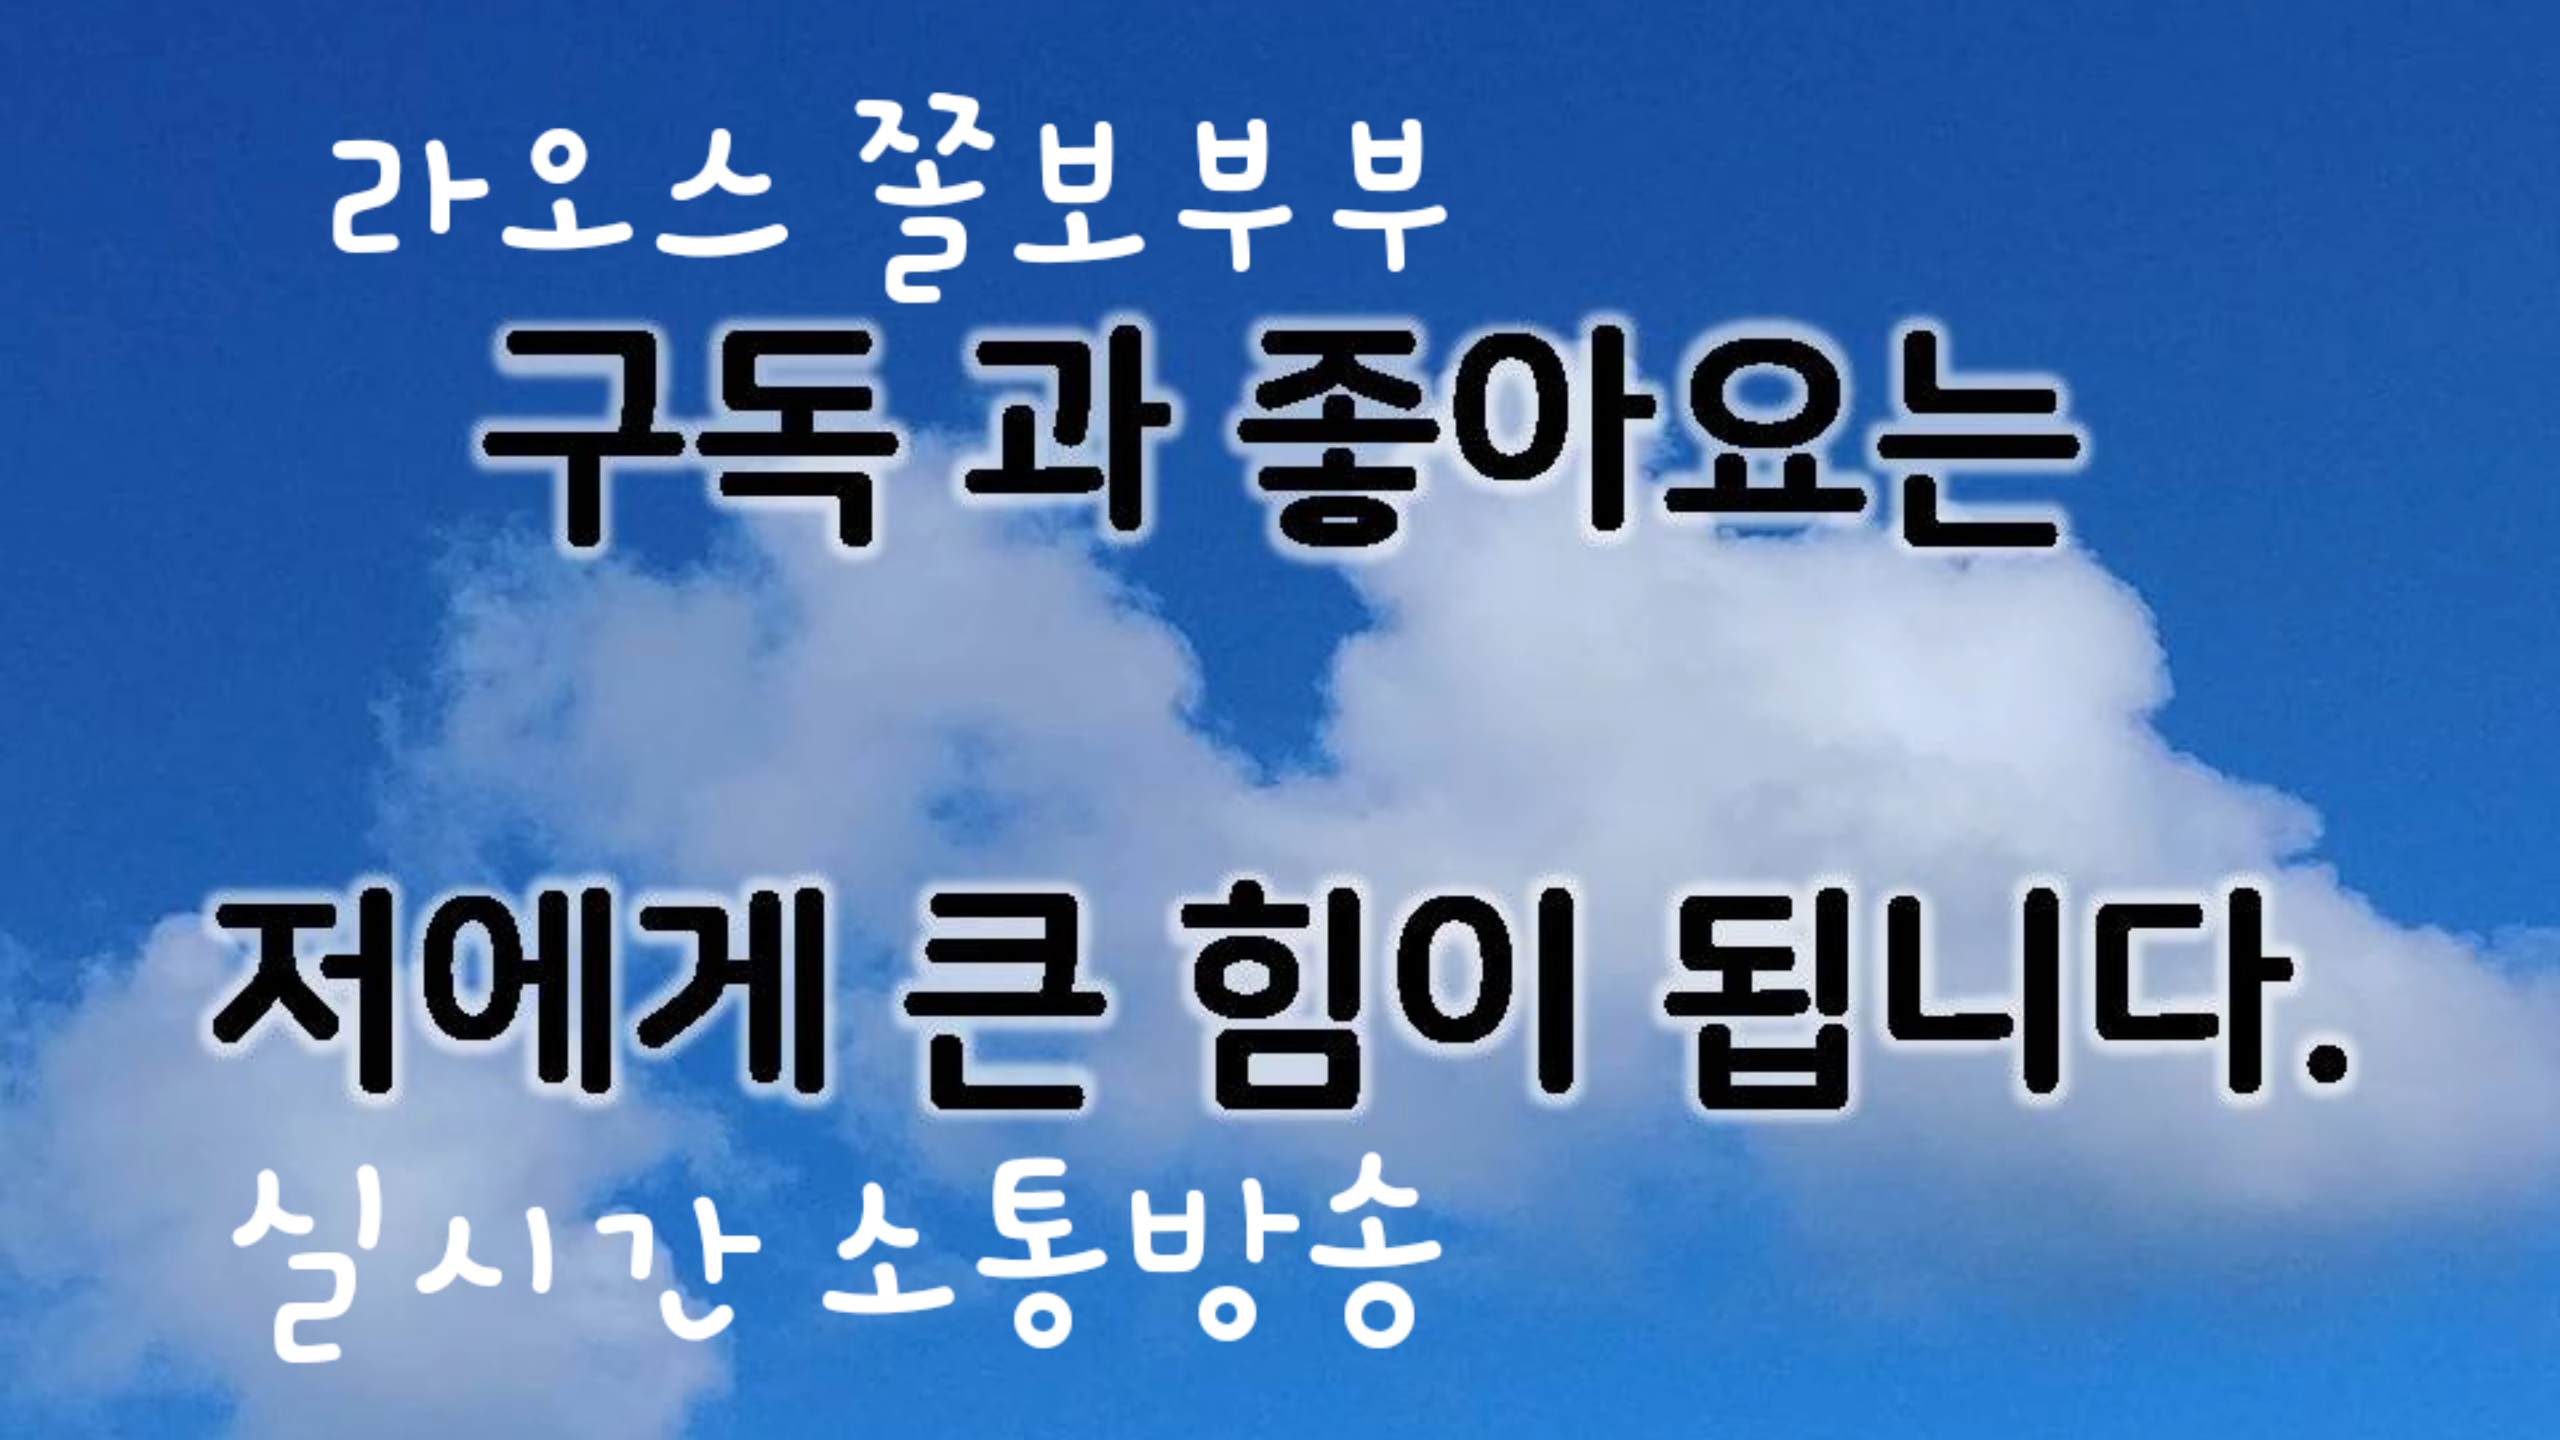 라오스 쫄보부부
구독 과 좋아요는
저에게 큰 힘이 됩니다.
실시간 소통방송